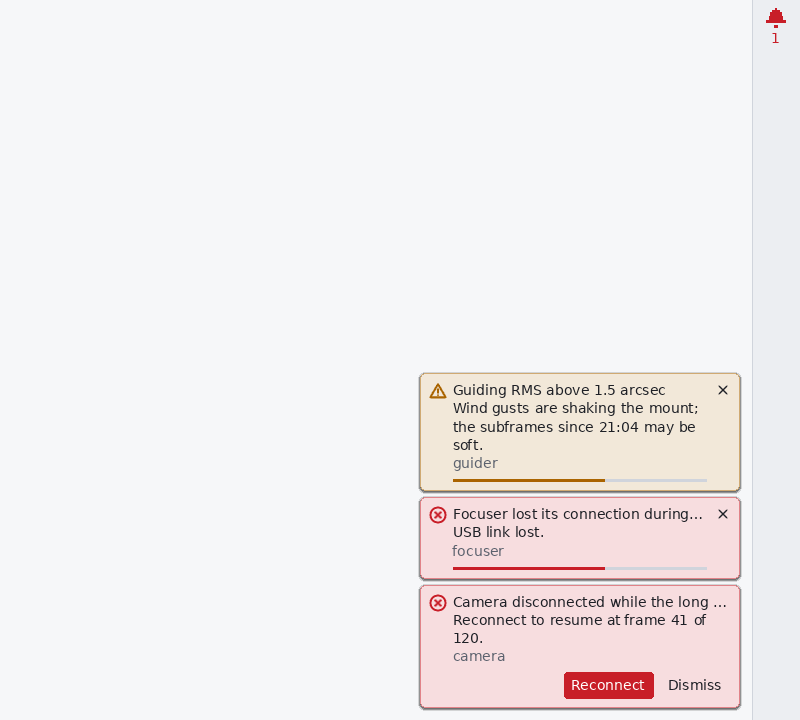 1
Guiding RMS above 1.5 arcsec
Wind gusts are shaking the mount;
the subframes since 21:04 may be
soft.
guider
Focuser lost its connection during...
USB link lost.
focuser
Camera disconnected while the long ...
Reconnect to resume at frame 41 of
120.
camera
Reconnect Dismiss